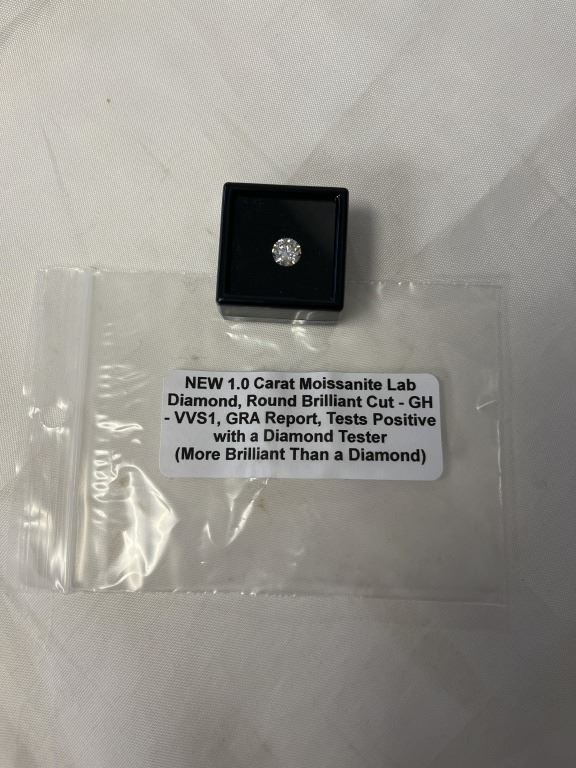 NEW 1.0 Carat Moissanite Lab
Diamond, Round Brilliant Cut - GH
- VVS1, GRA Report, Tests Positive
with a Diamond Tester
(More Brilliant Than a Diamond)